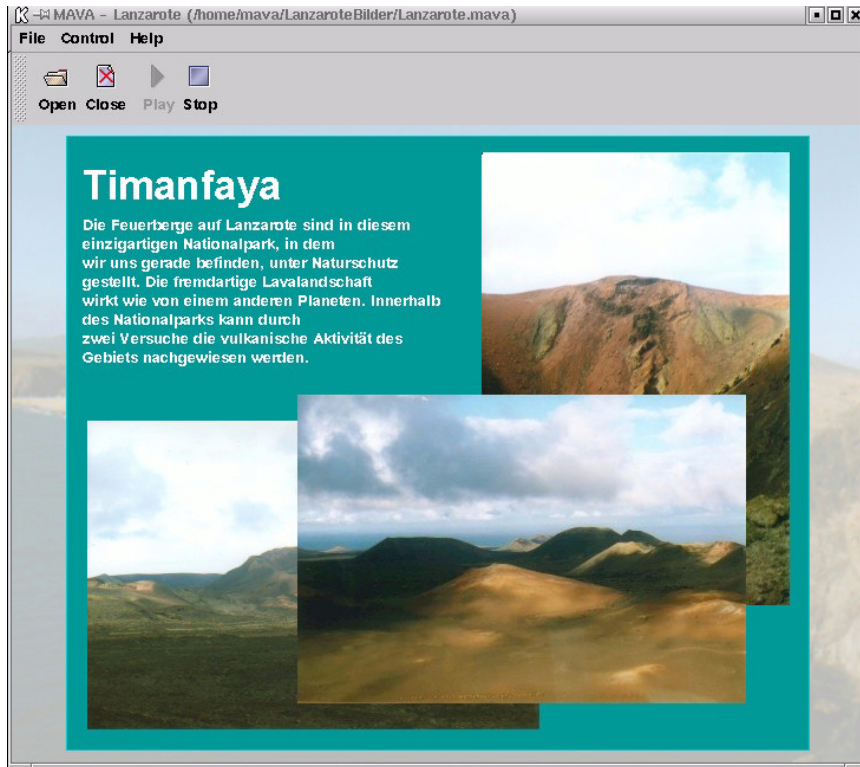 MAVA - Lanzarote (/home/mava/LanzaroteBilder/Lanzarote.mava)
File Control Help
Open Close Play Stop
Timanfaya
Die Feuerberge auf Lanzarote sind in diesem
einzigartigen Nationalpark, in dem
wir uns gerade befinden, unter Naturschutz
gestellt. Die fremdartige Lavalandschaft
wirkt wie von einem anderen Planeten. Innerhalb
des Nationalparks kann durch
zwei Versuche die vulkanische Aktivität des
Gebiets nachgewiesen werden.